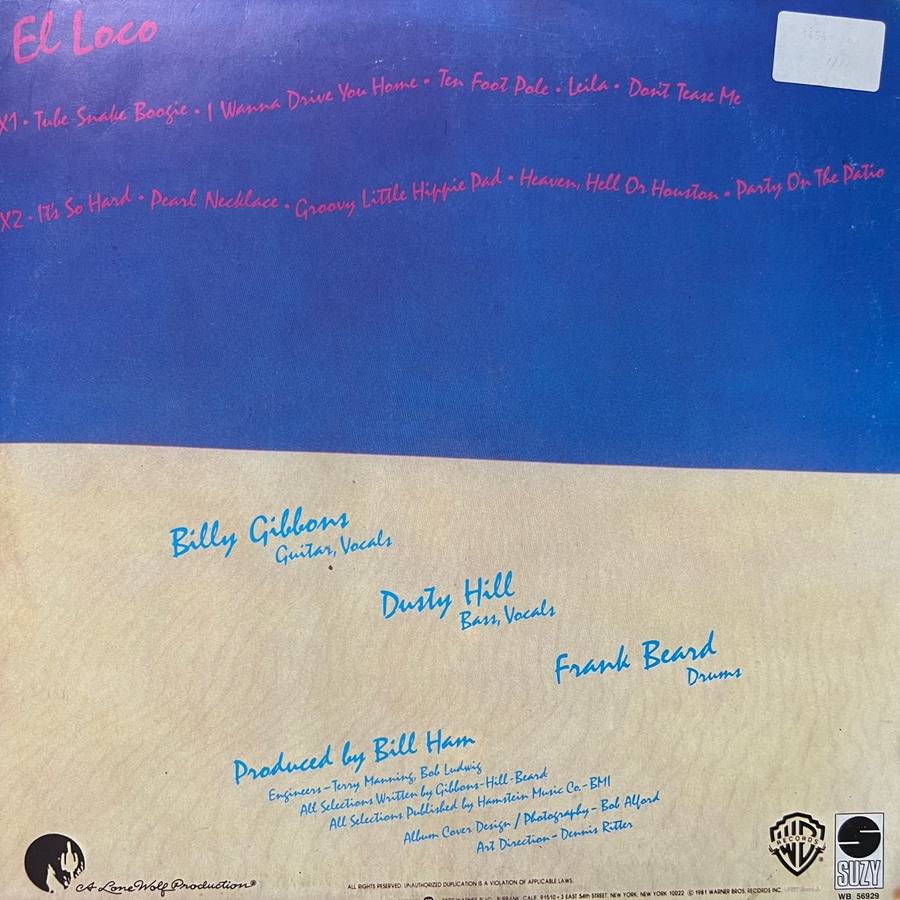 El Loco
X1 • Tube Snake Boogie • I Wanna Drive You Home • Ten Foot Pole • Leila • Don't Tease Me
X2 • It's So Hard • Pearl Necklace • Groovy Little Hippie Pad • Heaven, Hell Or Houston • Party On The Patio
Billy Gibbons
Guitar, Vocals
Dusty Hill
Bass, Vocals
Frank Beard
Drums
Produced by Bill Ham
Engineers - Terry Manning, Bob Ludwig
All Selections Written by Gibbons-Hill-Beard
All Selections Published by Hamstein Music Co.-BMI
Album Cover Design / Photography - Bob Alford
Art Direction - Dennis Ritter
A Lone Wolf Production®
ALL RIGHTS RESERVED. UNAUTHORIZED DUPLICATION IS A VIOLATION OF APPLICABLE LAWS.
BURBANK, CALIF. 91510 • 3 EAST 54th STREET, NEW YORK, NEW YORK 10022 © 1981 WARNER BROS. RECORDS INC.
WB
RECORDS
®
SUZY
WB 56929